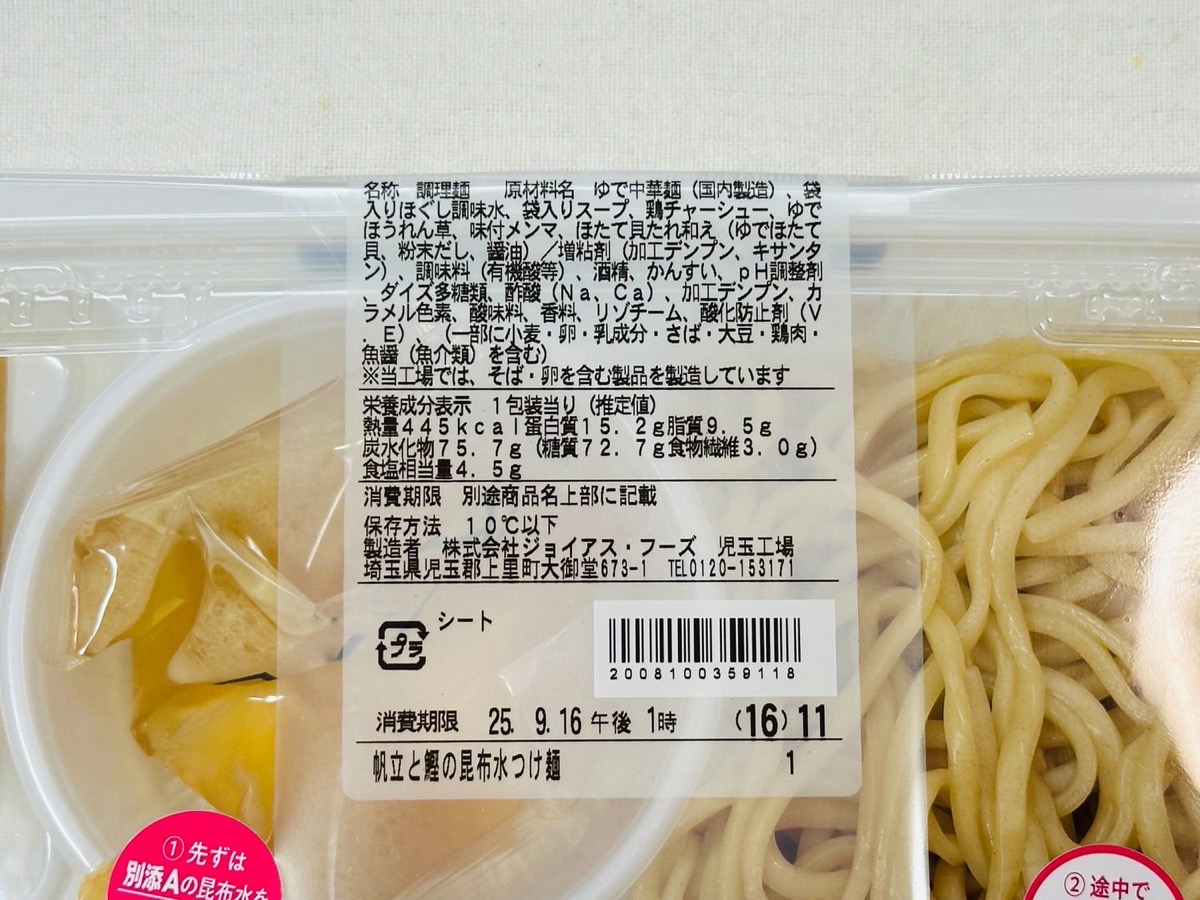 名称　調理麺　　原材料名　ゆで中華麺（国内製造）、袋
入りほぐし調味水、袋入りスープ、鶏チャーシュー、ゆで
ほうれん草、味付メンマ、ほたて貝たれ和え（ゆでほたて
貝、粉末だし、醤油）／増粘剤（加工デンプン、キサンタ
ン）、調味料（有機酸等）、酒精、かんすい、ｐＨ調整剤
、ダイズ多糖類、酢酸（Ｎａ、Ｃａ）、加工デンプン、カ
ラメル色素、酸味料、香料、リゾチーム、酸化防止剤（Ｖ
．Ｅ）、（一部に小麦・卵・乳成分・さば・大豆・鶏肉・
魚醤（魚介類）を含む）
※当工場では、そば・卵を含む製品を製造しています
栄養成分表示　１包装当り（推定値）
熱量４４５ｋｃａｌ蛋白質１５．２ｇ脂質９．５ｇ
炭水化物７５．７ｇ（糖質７２．７ｇ食物繊維３．０ｇ）
食塩相当量４．５ｇ
消費期限　別途商品名上部に記載
保存方法　１０℃以下
製造者　株式会社ジョイアス・フーズ　児玉工場
埼玉県児玉郡上里町大御堂673-1　TEL0120-153171
プラ シート
2008100359118
消費期限　25. 9.16 午後 1時　（16）11
帆立と鰹の昆布水つけ麺　1
①先ずは
別添Aの昆布水を
②途中で